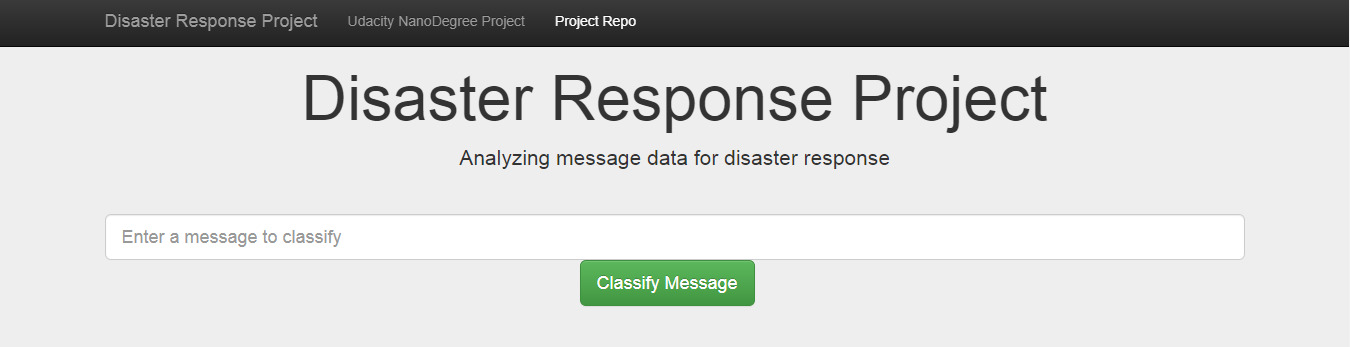 Disaster Response Project Udacity NanoDegree Project Project Repo
Disaster Response Project
Analyzing message data for disaster response
Enter a message to classify
Classify Message